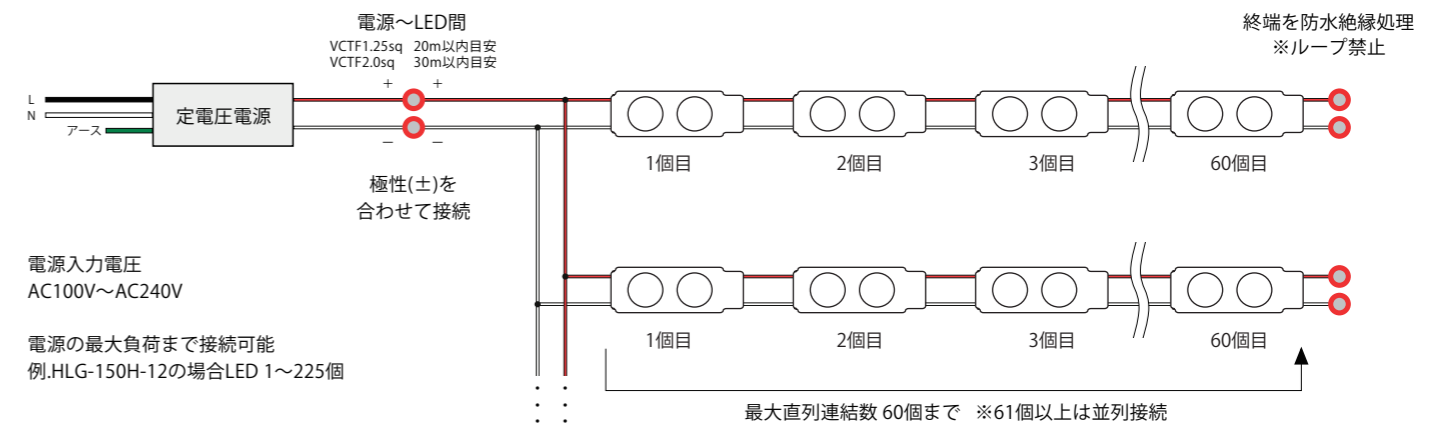 電源～LED間
VCTF1.25sq 20m以内目安
VCTF2.0sq 30m以内目安
終端を防水絶縁処理
※ループ禁止
＋ ＋
L
N
アース
定電圧電源
－ －
1個目 2個目 3個目 60個目
極性(±)を
合わせて接続
電源入力電圧
AC100V～AC240V
電源の最大負荷まで接続可能
例.HLG-150H-12の場合LED 1～225個
1個目 2個目 3個目 60個目
最大直列連結数 60個まで ※61個以上は並列接続